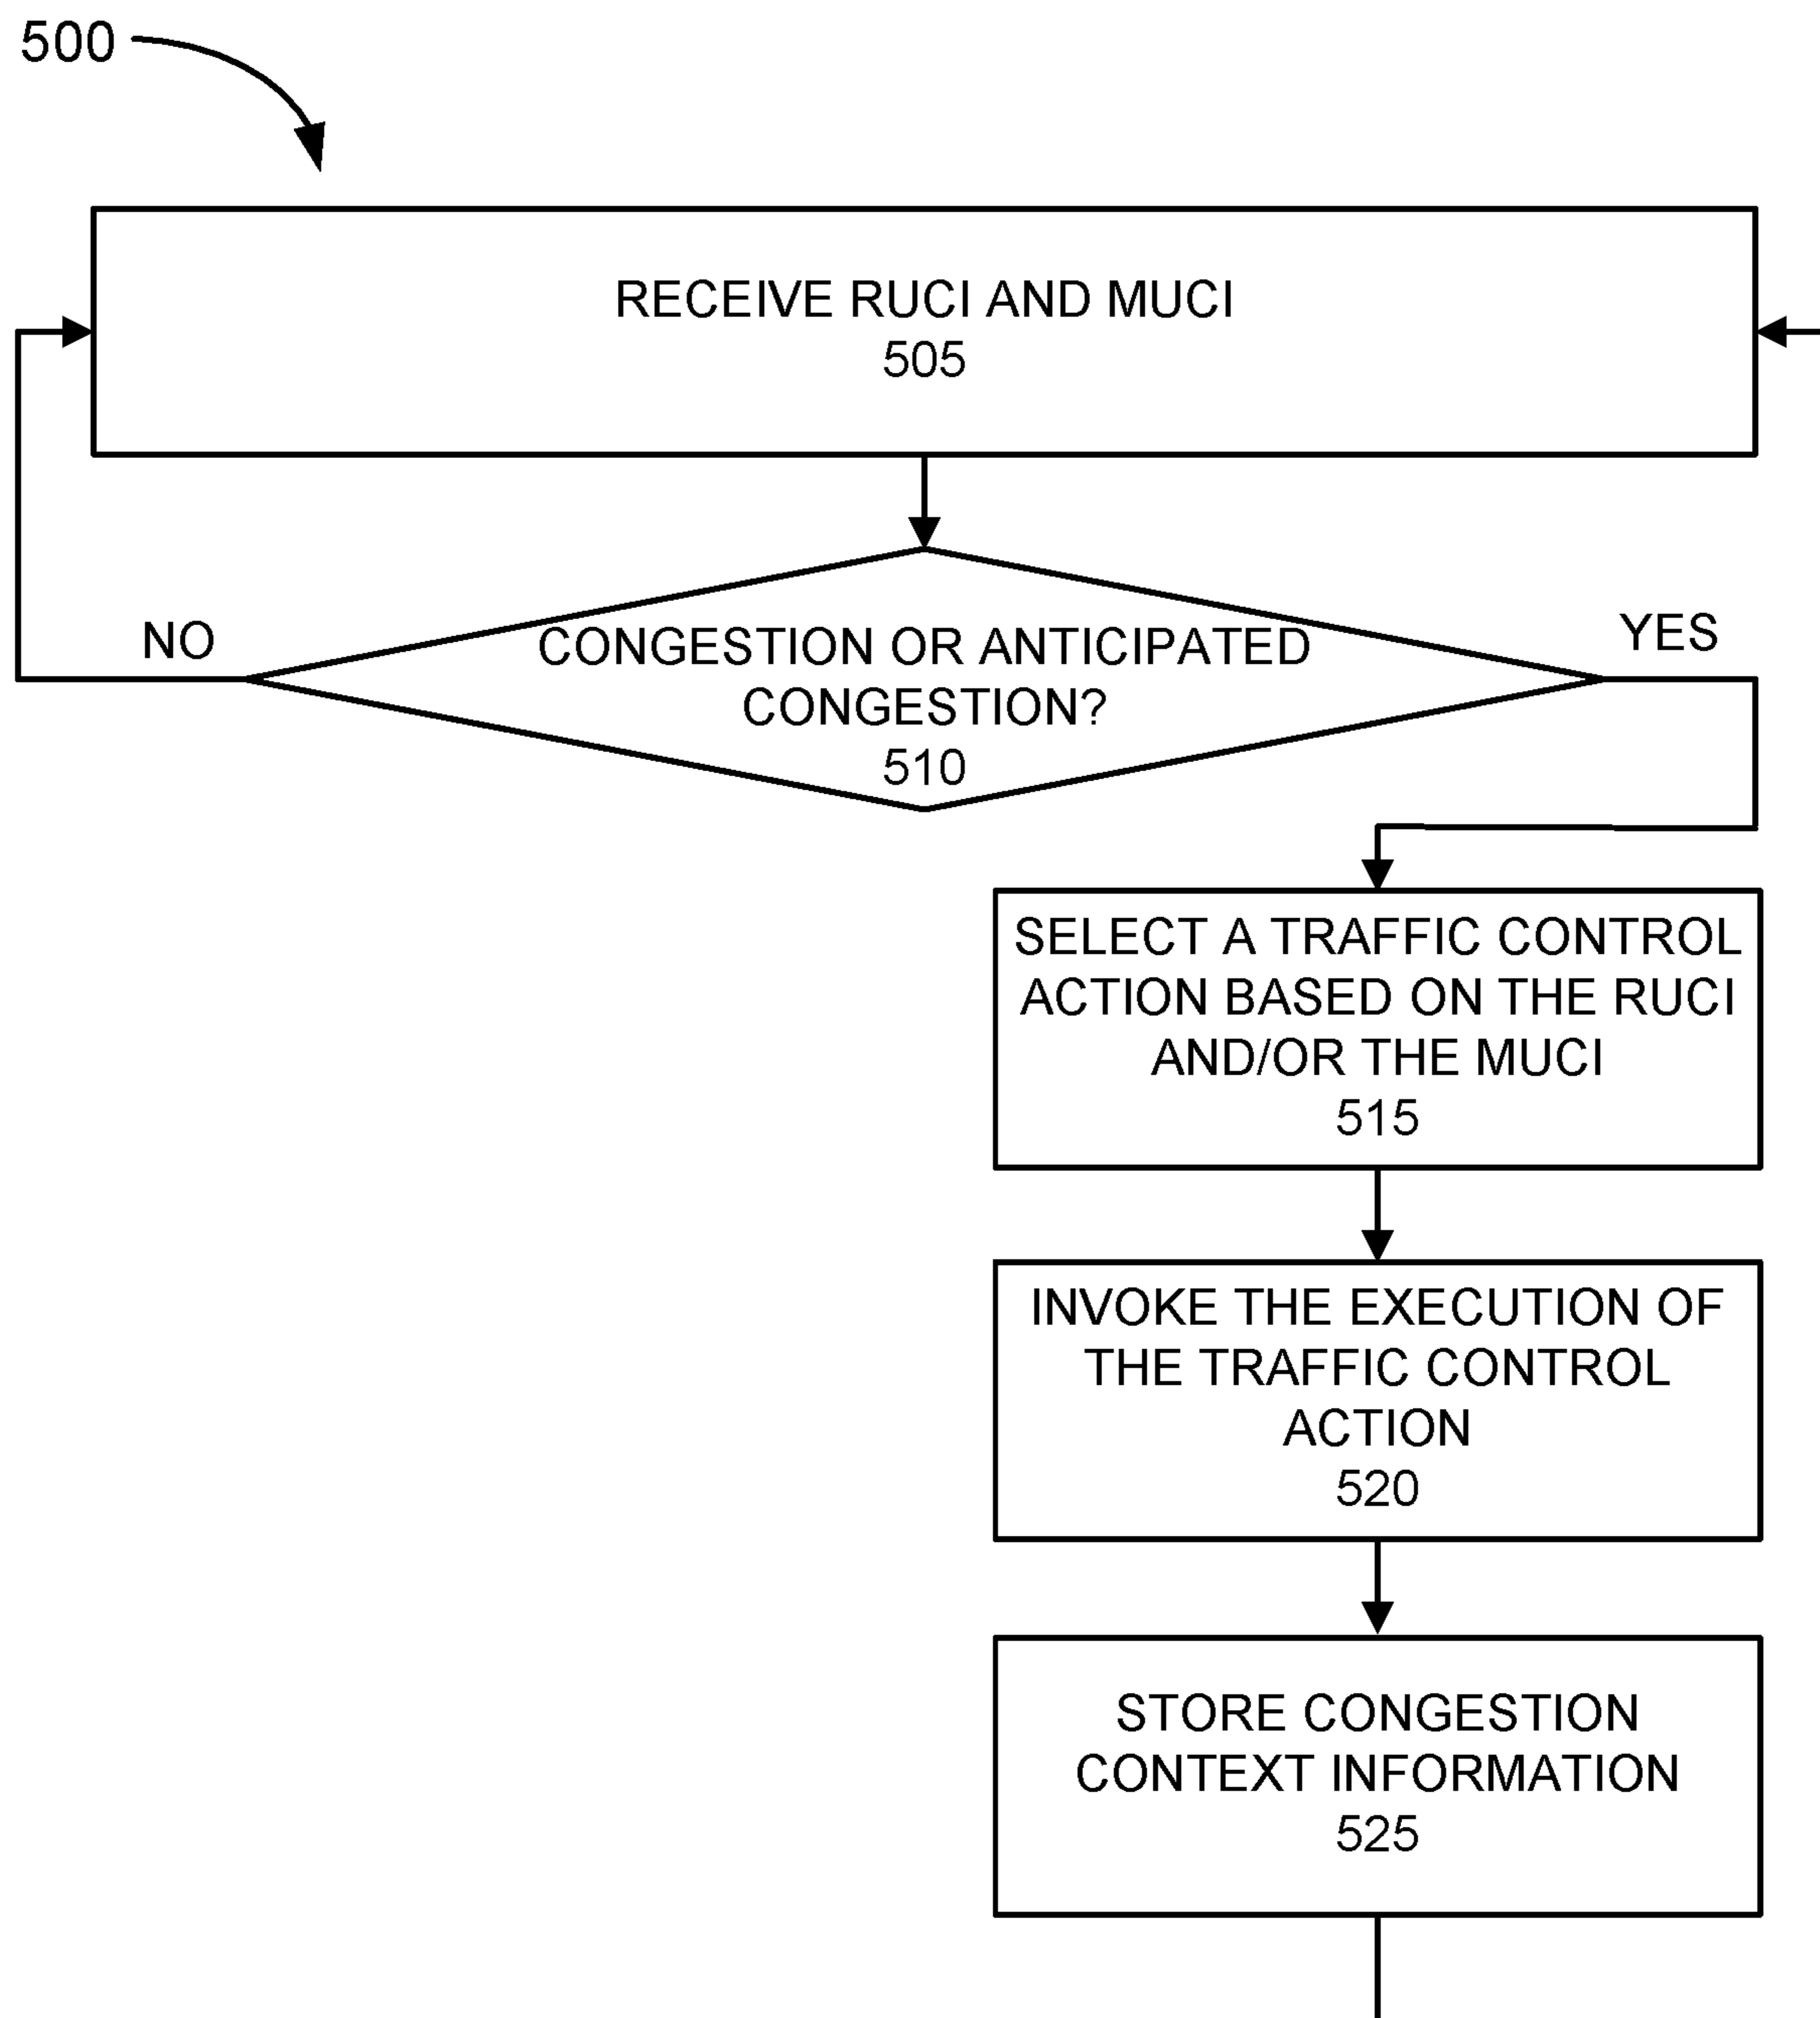 500
RECEIVE RUCI AND MUCI
505
NO
CONGESTION OR ANTICIPATED
CONGESTION?
510
YES
SELECT A TRAFFIC CONTROL
ACTION BASED ON THE RUCI
AND/OR THE MUCI
515
INVOKE THE EXECUTION OF
THE TRAFFIC CONTROL
ACTION
520
STORE CONGESTION
CONTEXT INFORMATION
525